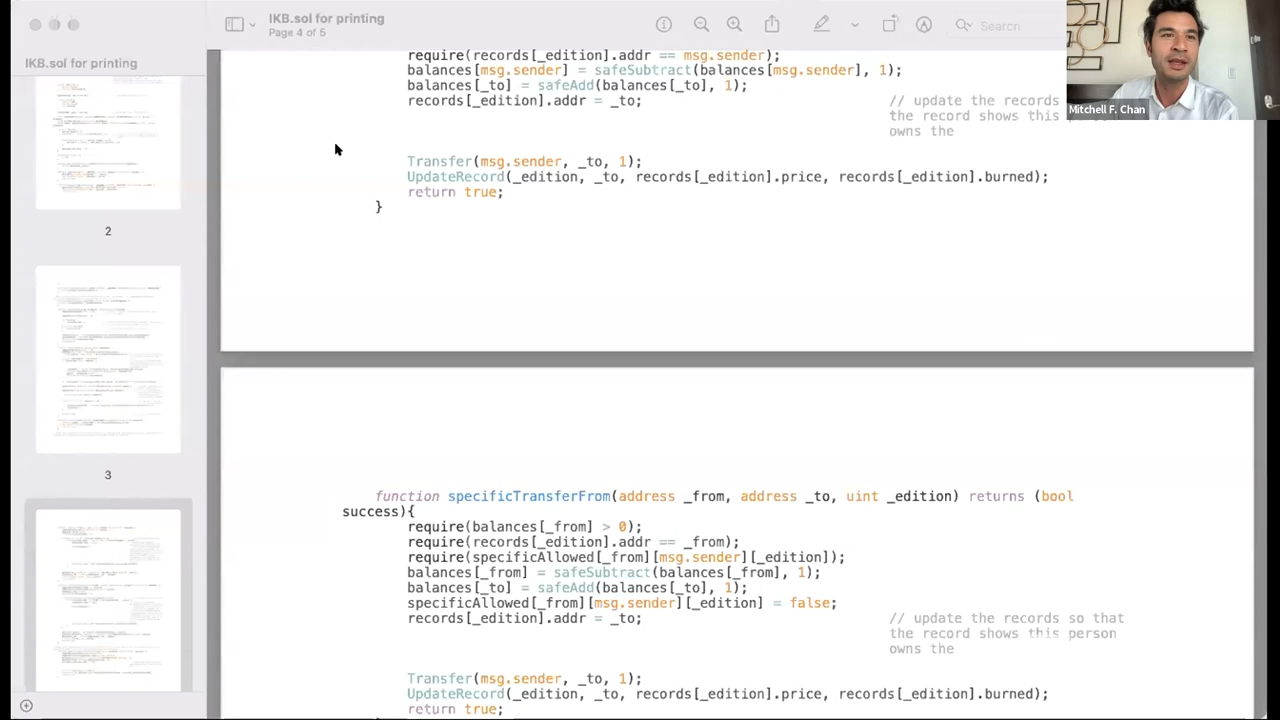 IKB.sol for printing
Page 4 of 5
Search
IKB.sol for printing
2
3
Mitchell F. Chan
require(records[_edition].addr == msg.sender);
balances[msg.sender] = safeSubtract(balances[msg.sender], 1);
balances[_to] = safeAdd(balances[_to], 1);
records[_edition].addr = _to;
// update the records
the record shows this
owns the
Transfer(msg.sender, _to, 1);
UpdateRecord(_edition, _to, records[_edition].price, records[_edition].burned);
return true;
}
function specificTransferFrom(address _from, address _to, uint _edition) returns (bool
success){
require(balances[_from] > 0);
require(records[_edition].addr == _from);
require(specificAllowed[_from][msg.sender][_edition]);
balances[_from] = safeSubtract(balances[_from], 1);
balances[_to] = safeAdd(balances[_to], 1);
specificAllowed[_from][msg.sender][_edition] = false;
records[_edition].addr = _to;
// update the records so that
the record shows this person
owns the
Transfer(msg.sender, _to, 1);
UpdateRecord(_edition, _to, records[_edition].price, records[_edition].burned);
return true;